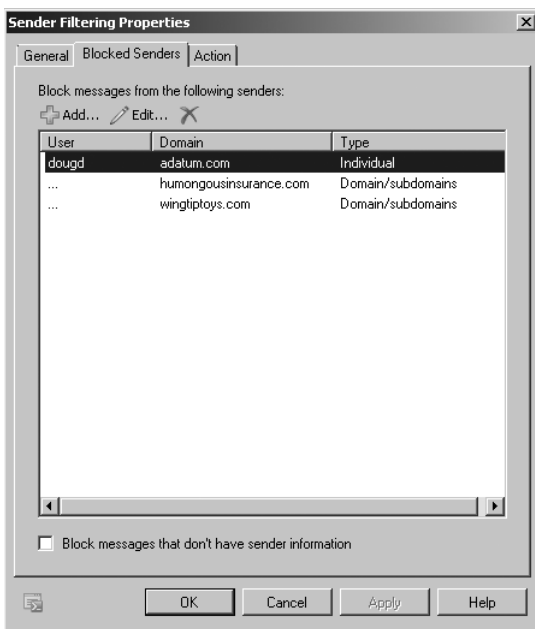 Sender Filtering Properties
General Blocked Senders Action
Block messages from the following senders:
Add... Edit...
User Domain Type
dougd adatum.com Individual
... humongousinsurance.com Domain/subdomains
... wingtiptoys.com Domain/subdomains
Block messages that don't have sender information
OK Cancel Apply Help